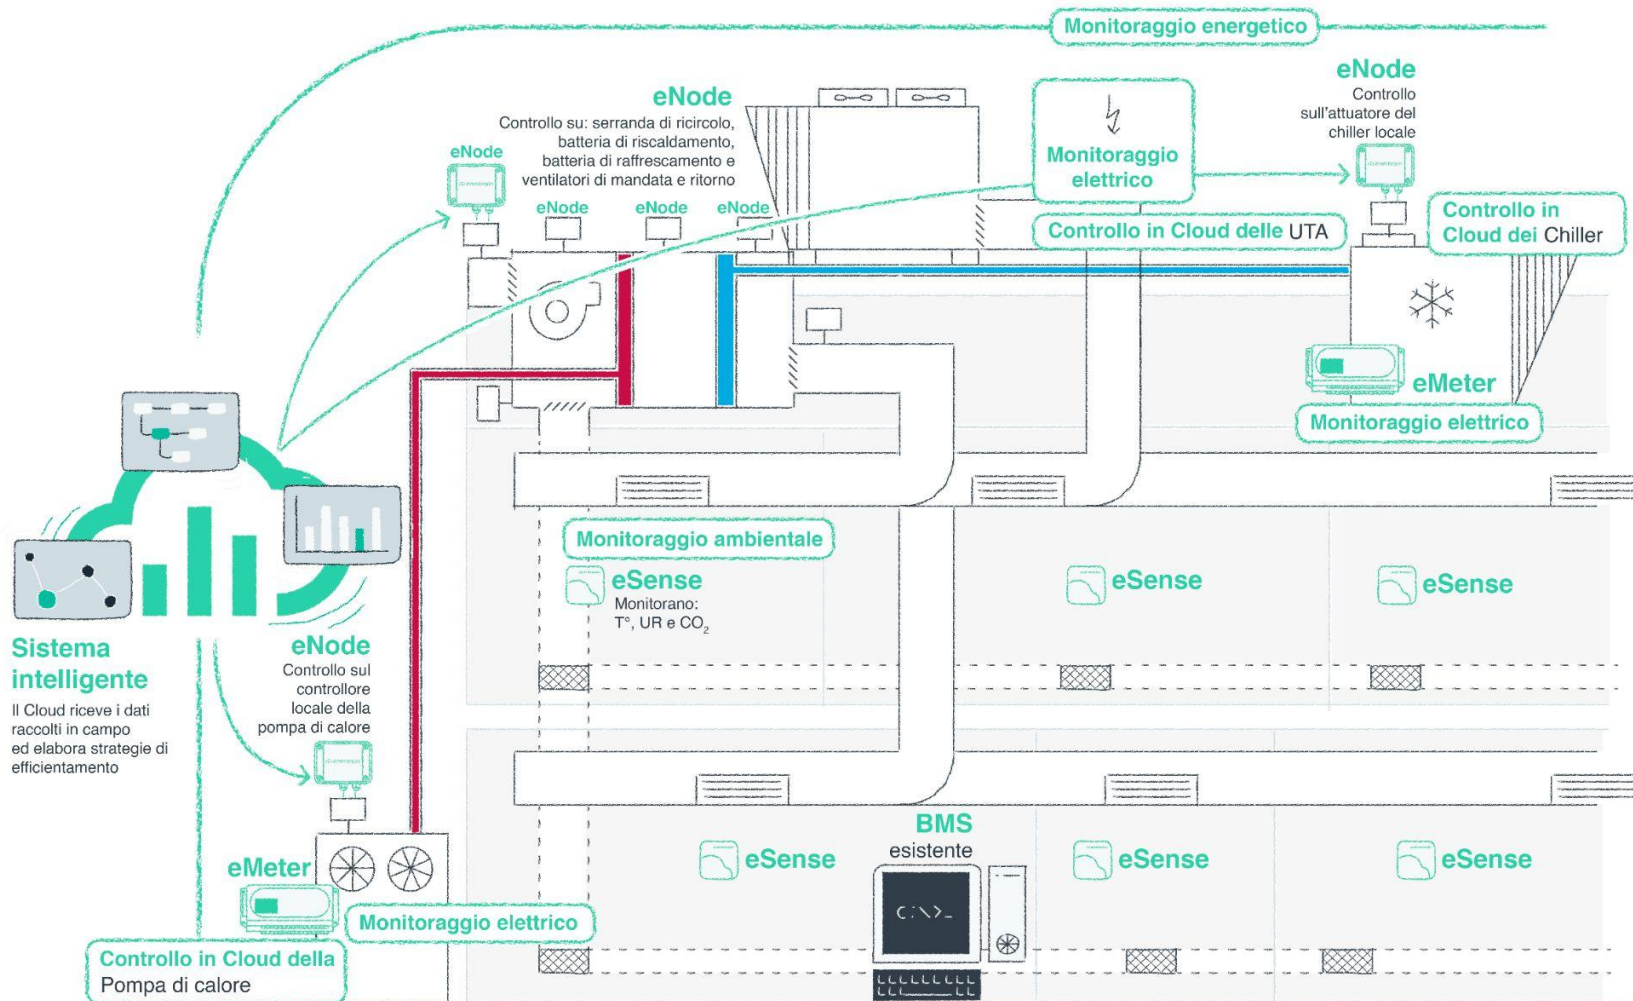 Monitoraggio energetico
eNode
Controllo
sull'attuatore del
chiller locale
eNode
Controllo su: serranda di ricircolo,
batteria di riscaldamento,
batteria di raffrescamento e
ventilatori di mandata e ritorno
eNode
eNode
eNode
eNode
Monitoraggio
elettrico
Controllo in Cloud delle UTA
Controllo in
Cloud dei Chiller
eMeter
Monitoraggio elettrico
Monitoraggio ambientale
eSense
Monitorano:
T°, UR e CO₂
eSense
eSense
Sistema
intelligente
Il Cloud riceve i dati
raccolti in campo
ed elabora strategie di
efficientamento
eNode
Controllo sul
controllore
locale della
pompa di calore
eMeter
Monitoraggio elettrico
Controllo in Cloud della
Pompa di calore
eSense
BMS
esistente
C:\>_
eSense
eSense